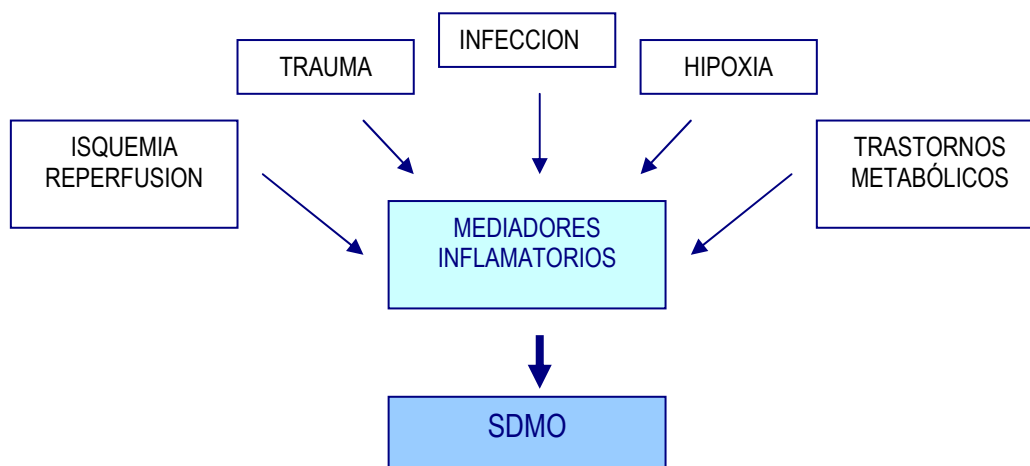 INFECCION
TRAUMA
HIPOXIA
ISQUEMIA
REPERFUSION
TRASTORNOS
METABÓLICOS
MEDIADORES
INFLAMATORIOS
SDMO